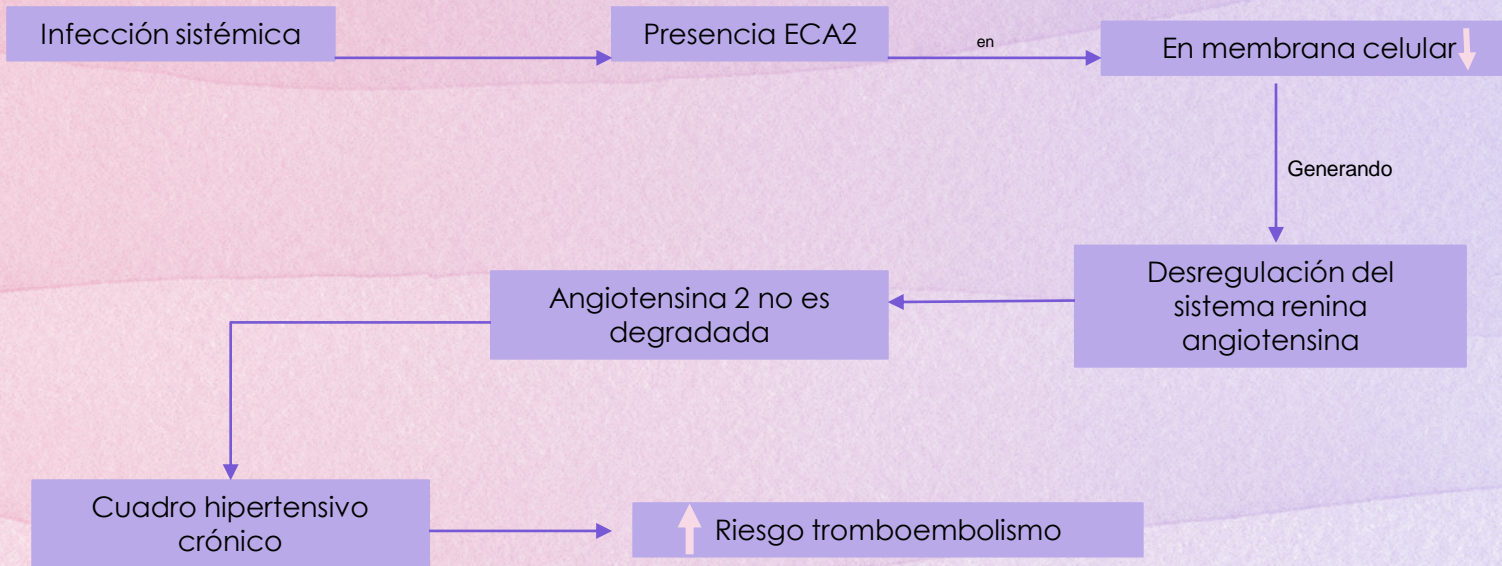 Infección sistémica
Presencia ECA2
en
En membrana celular
Generando
Desregulación del
sistema renina
angiotensina
Angiotensina 2 no es
degradada
Cuadro hipertensivo
crónico
Riesgo tromboembolismo